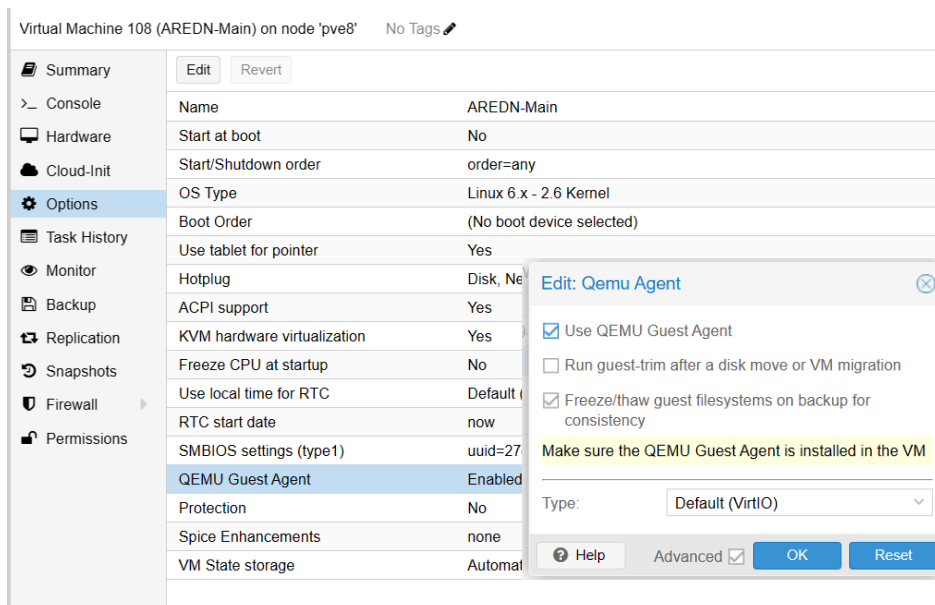 Virtual Machine 108 (AREDN-Main) on node 'pve8' No Tags
Summary
Console
Hardware
Cloud-Init
Options
Task History
Monitor
Backup
Replication
Snapshots
Firewall
Permissions
Edit Revert
Name AREDN-Main
Start at boot No
Start/Shutdown order order=any
OS Type Linux 6.x - 2.6 Kernel
Boot Order (No boot device selected)
Use tablet for pointer Yes
Hotplug Disk, Ne
ACPI support Yes
KVM hardware virtualization Yes
Freeze CPU at startup No
Use local time for RTC Default (
RTC start date now
SMBIOS settings (type1) uuid=27
QEMU Guest Agent Enabled
Protection No
Spice Enhancements none
VM State storage Automat
Edit: Qemu Agent
Use QEMU Guest Agent
Run guest-trim after a disk move or VM migration
Freeze/thaw guest filesystems on backup for
consistency
Make sure the QEMU Guest Agent is installed in the VM
Type: Default (VirtIO)
Help Advanced OK Reset